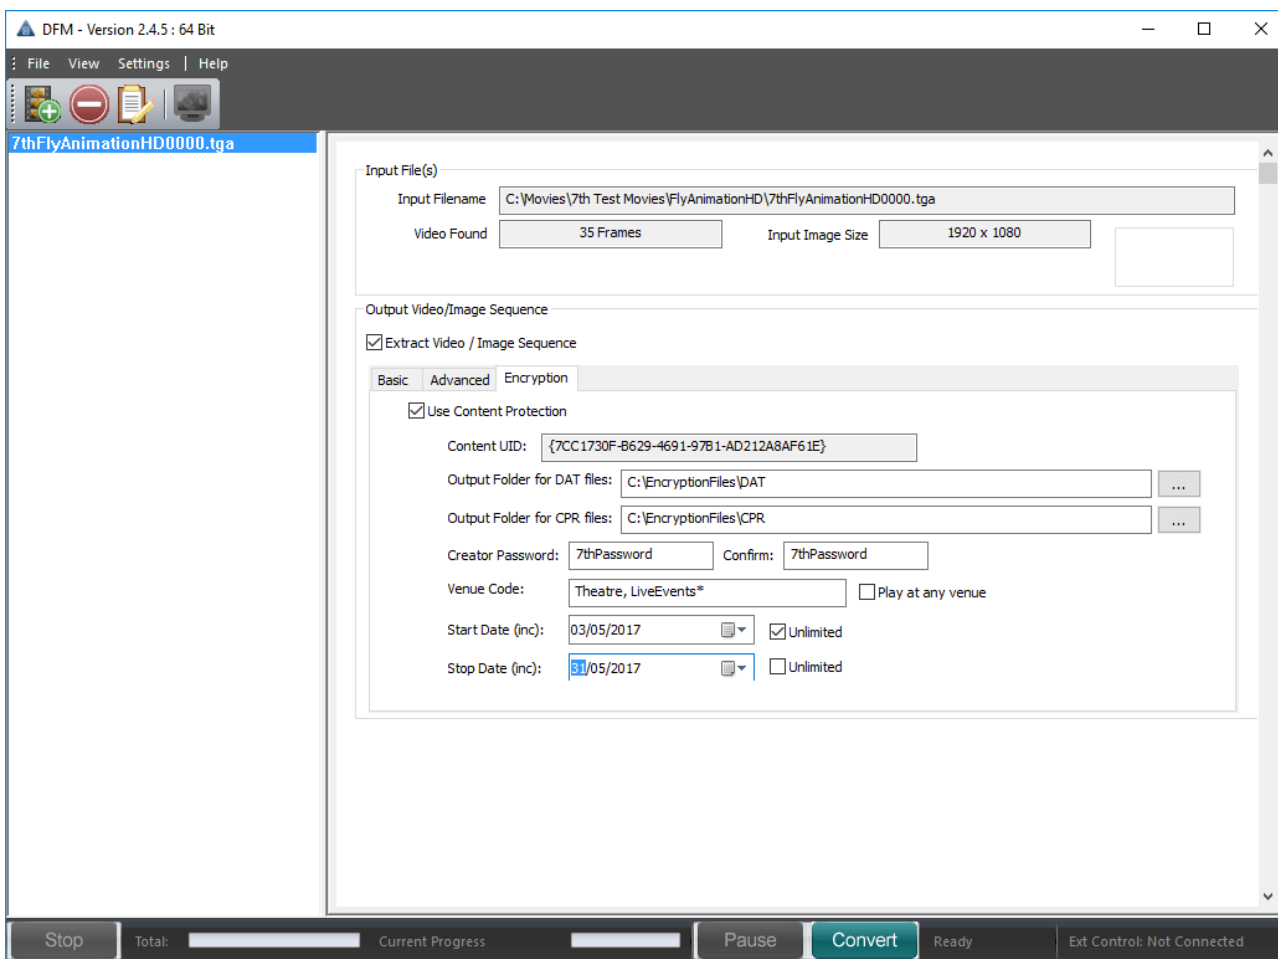 DFM - Version 2.4.5 : 64 Bit
File View Settings | Help
7thFlyAnimationHD0000.tga
Input File(s)
Input Filename C:\Movies\7th Test Movies\FlyAnimationHD\7thFlyAnimationHD0000.tga
Video Found 35 Frames Input Image Size 1920 x 1080
Output Video/Image Sequence
Extract Video / Image Sequence
Basic Advanced Encryption
Use Content Protection
Content UID: {7CC1730F-B629-4691-97B1-AD212A8AF61E}
Output Folder for DAT files: C:\EncryptionFiles\DAT ...
Output Folder for CPR files: C:\EncryptionFiles\CPR ...
Creator Password: 7thPassword Confirm: 7thPassword
Venue Code: Theatre, LiveEvents* Play at any venue
Start Date (inc): 03/05/2017 Unlimited
Stop Date (inc): 31/05/2017 Unlimited
Stop Total: Current Progress Pause Convert Ready Ext Control: Not Connected